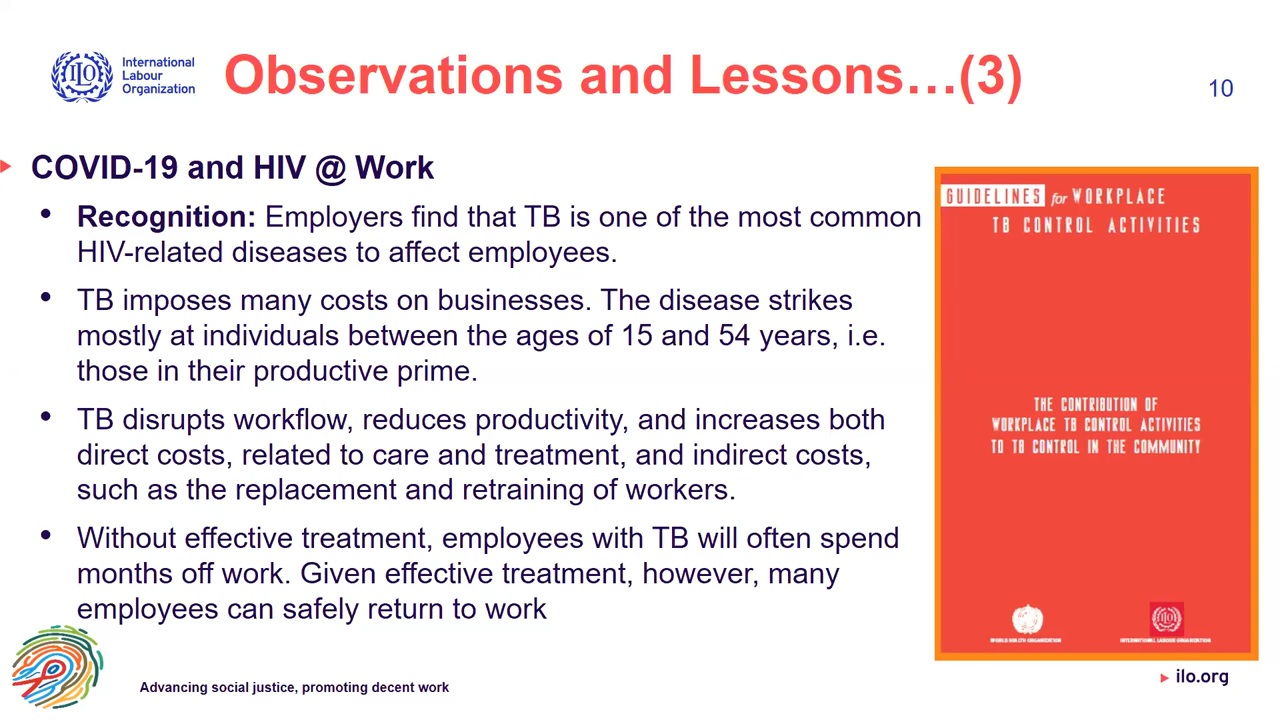 International
Labour
Organization
Observations and Lessons…(3)
10
COVID-19 and HIV @ Work
• Recognition: Employers find that TB is one of the most common
HIV-related diseases to affect employees.
• TB imposes many costs on businesses. The disease strikes
mostly at individuals between the ages of 15 and 54 years, i.e.
those in their productive prime.
• TB disrupts workflow, reduces productivity, and increases both
direct costs, related to care and treatment, and indirect costs,
such as the replacement and retraining of workers.
• Without effective treatment, employees with TB will often spend
months off work. Given effective treatment, however, many
employees can safely return to work
GUIDELINES for WORKPLACE
TB CONTROL ACTIVITIES
THE CONTRIBUTION OF
WORKPLACE TB CONTROL ACTIVITIES
TO TB CONTROL IN THE COMMUNITY
WORLD HEALTH ORGANIZATION
INTERNATIONAL LABOUR ORGANIZATION
Advancing social justice, promoting decent work
ilo.org